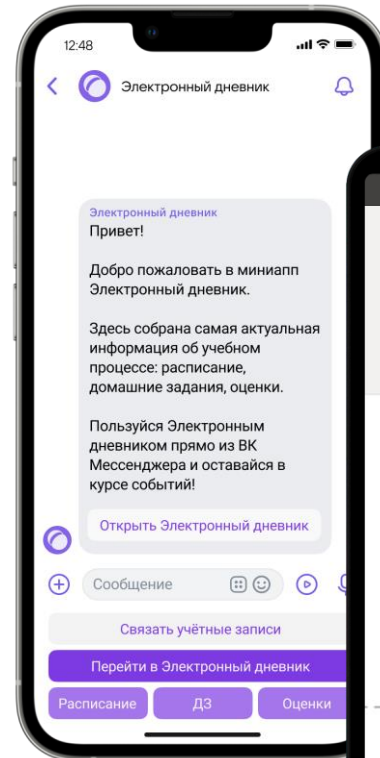 12:48
Электронный дневник
Электронный дневник
Привет!
Добро пожаловать в миниапп
Электронный дневник.
Здесь собрана самая актуальная
информация об учебном
процессе: расписание,
домашние задания, оценки.
Пользуйся Электронным
дневником прямо из ВК
Мессенджера и оставайся в
курсе событий!
Открыть Электронный дневник
Сообщение
Связать учётные записи
Перейти в Электронный дневник
Расписание ДЗ Оценки